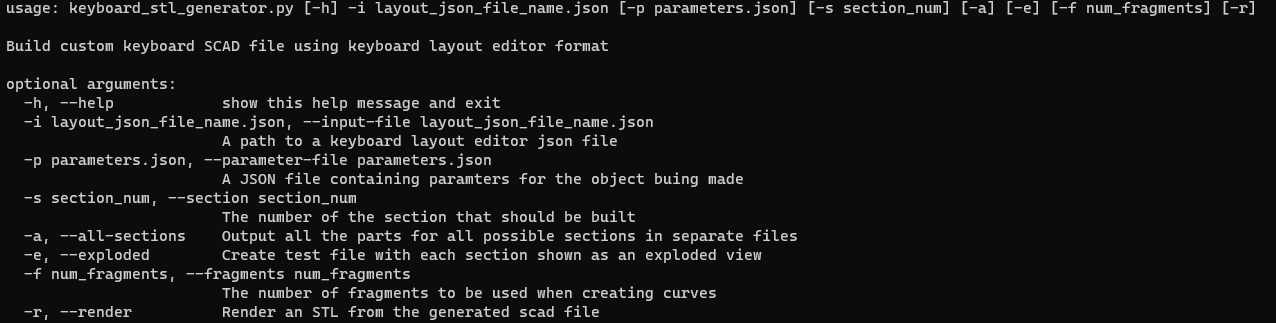 usage: keyboard_stl_generator.py [-h] -i layout_json_file_name.json [-p parameters.json] [-s section_num] [-a] [-e] [-f num_fragments] [-r]
Build custom keyboard SCAD file using keyboard layout editor format
optional arguments:
-h, --help show this help message and exit
-i layout_json_file_name.json, --input-file layout_json_file_name.json
A path to a keyboard layout editor json file
-p parameters.json, --parameter-file parameters.json
A JSON file containing paramters for the object buing made
-s section_num, --section section_num
The number of the section that should be built
-a, --all-sections Output all the parts for all possible sections in separate files
-e, --exploded Create test file with each section shown as an exploded view
-f num_fragments, --fragments num_fragments
The number of fragments to be used when creating curves
-r, --render Render an STL from the generated scad file